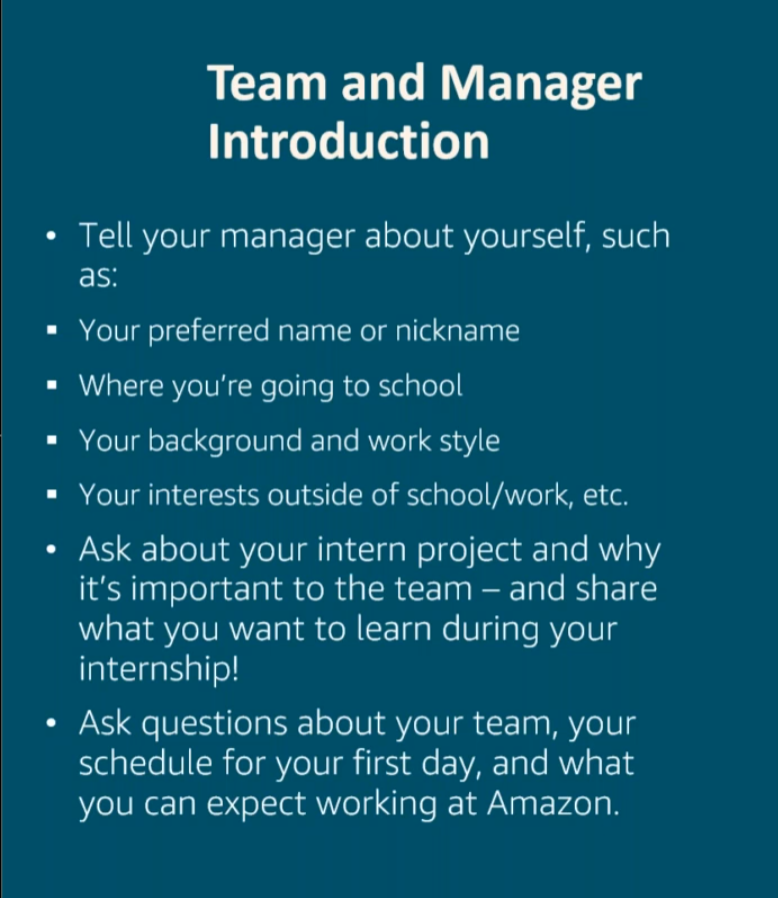 Team and Manager
Introduction
• Tell your manager about yourself, such
as:
▪ Your preferred name or nickname
▪ Where you’re going to school
▪ Your background and work style
▪ Your interests outside of school/work, etc.
• Ask about your intern project and why
it’s important to the team – and share
what you want to learn during your
internship!
• Ask questions about your team, your
schedule for your first day, and what
you can expect working at Amazon.